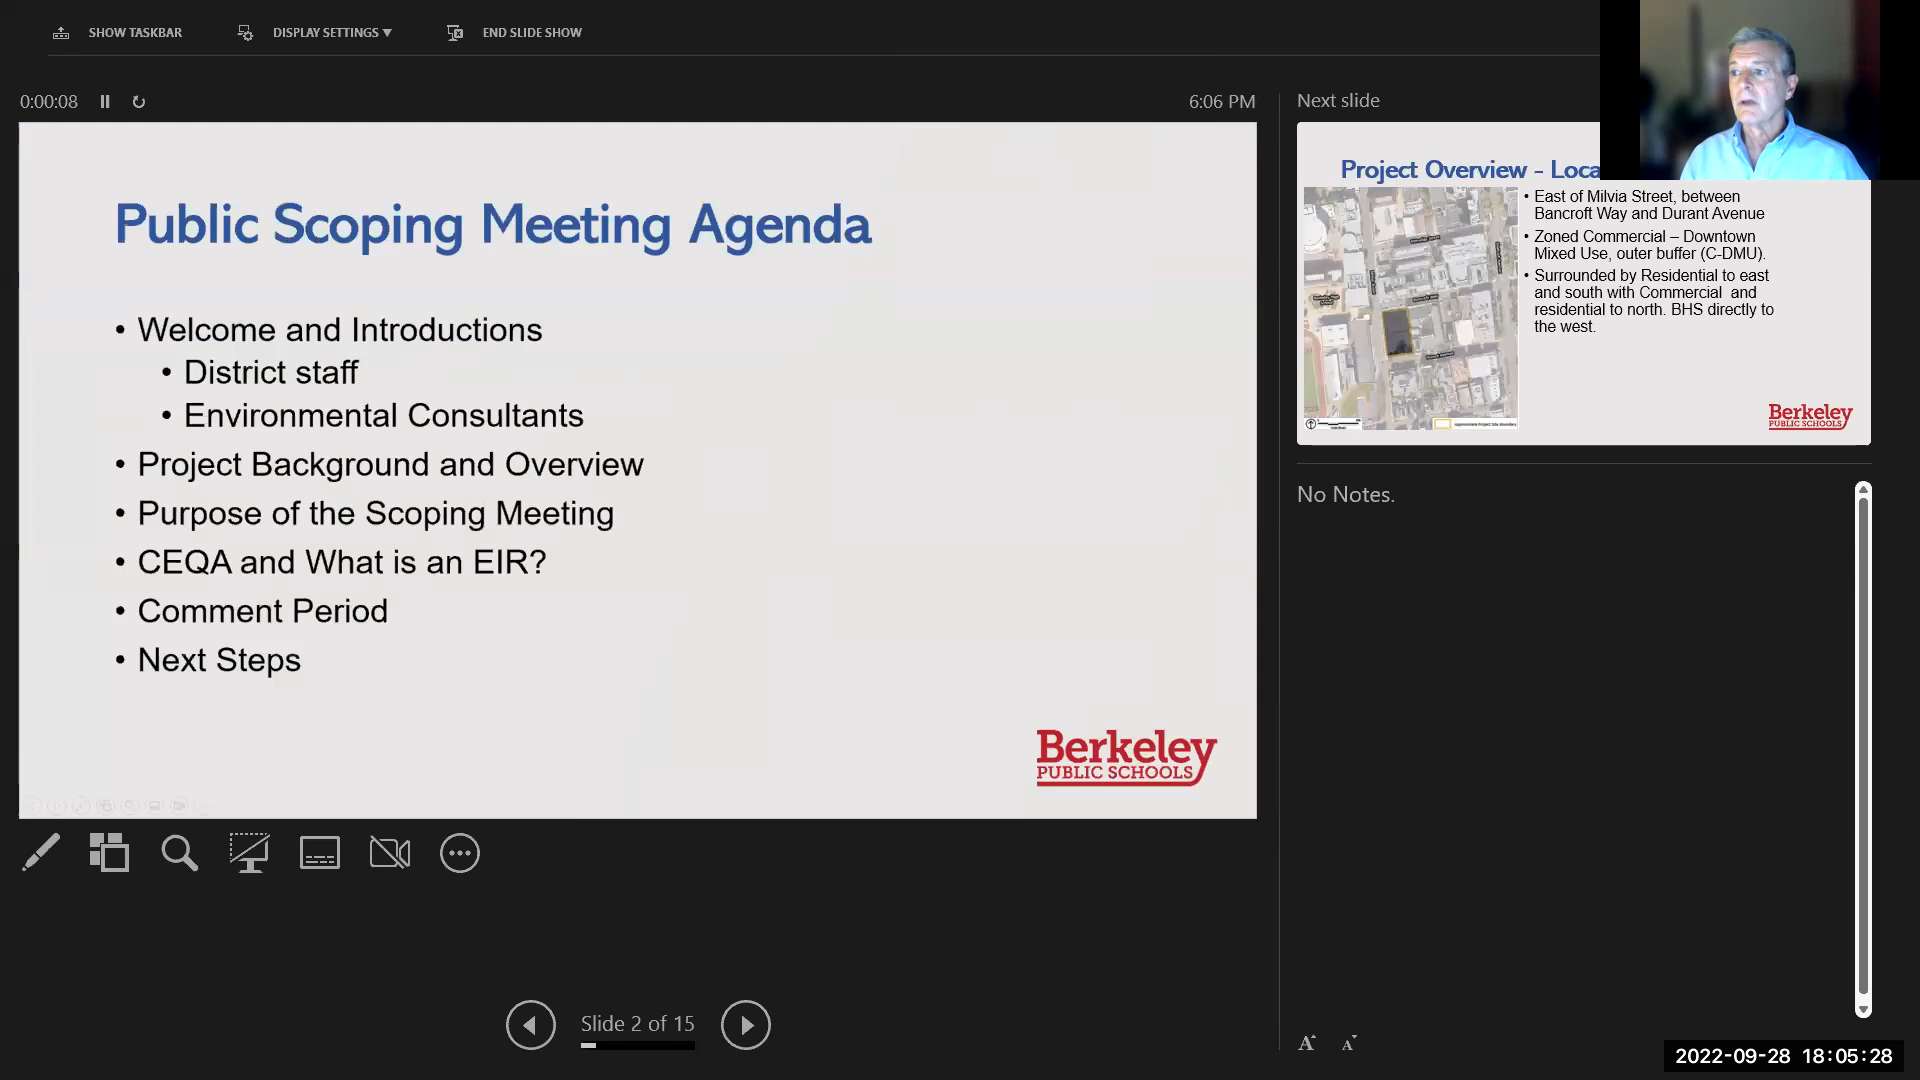 SHOW TASKBAR
DISPLAY SETTINGS ▼
END SLIDE SHOW
0:00:08
6:06 PM
Next slide
Public Scoping Meeting Agenda
• Welcome and Introductions
• District staff
• Environmental Consultants
• Project Background and Overview
• Purpose of the Scoping Meeting
• CEQA and What is an EIR?
• Comment Period
• Next Steps
Berkeley
PUBLIC SCHOOLS
Project Overview - Loca
• East of Milvia Street, between
Bancroft Way and Durant Avenue
• Zoned Commercial – Downtown
Mixed Use, outer buffer (C-DMU).
• Surrounded by Residential to east
and south with Commercial and
residential to north. BHS directly to
the west.
Berkeley
PUBLIC SCHOOLS
No Notes.
Slide 2 of 15
A A
2022-09-28 18:05:28